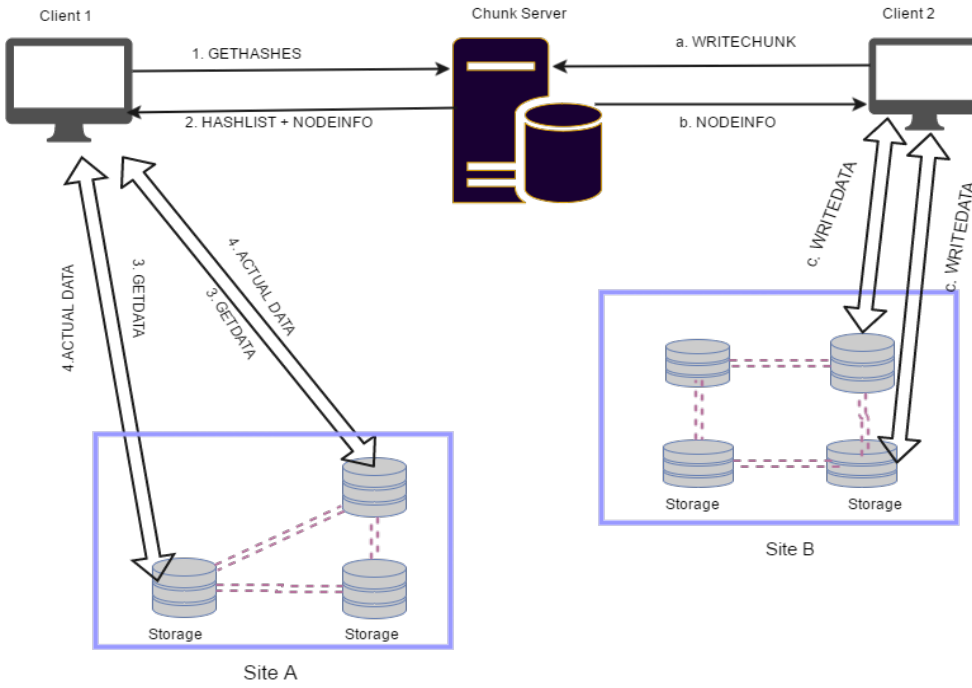 Client 1
Chunk Server
Client 2
1. GETHASHES
a. WRITECHUNK
2. HASHLIST + NODEINFO
b. NODEINFO
4.ACTUAL DATA
3. GETDATA
4. ACTUAL DATA
3. GETDATA
c. WRITEDATA
c. WRITEDATA
Storage
Storage
Site B
Storage
Storage
Site A